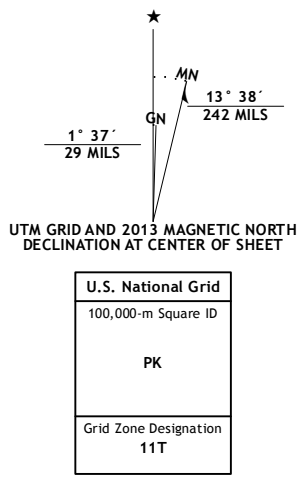 MN
13° 38´
242 MILS
GN
1° 37´
29 MILS
UTM GRID AND 2013 MAGNETIC NORTH
DECLINATION AT CENTER OF SHEET
U.S. National Grid
100,000-m Square ID
PK
Grid Zone Designation
11T